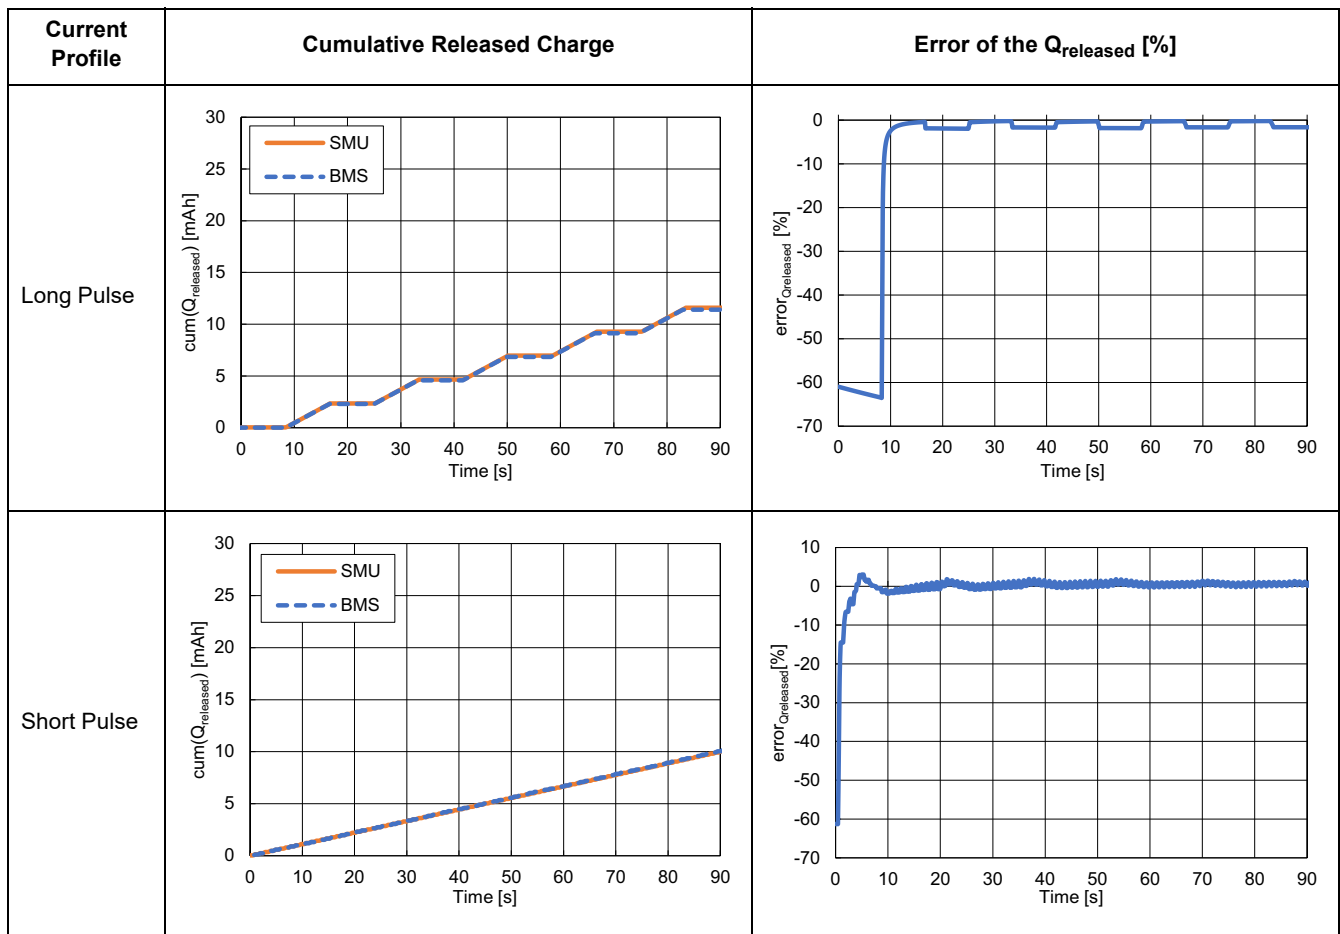 Current
Profile
Cumulative Released Charge
Error of the Qreleased [%]
Long Pulse
cum(Qreleased) [mAh]
30
25
20
15
10
5
0
SMU
BMS
0 10 20 30 40 50 60 70 80 90
Time [s]
errorQreleased [%]
0
-10
-20
-30
-40
-50
-60
-70
0 10 20 30 40 50 60 70 80 90
Time [s]
Short Pulse
cum(Qreleased) [mAh]
30
25
20
15
10
5
0
SMU
BMS
0 10 20 30 40 50 60 70 80 90
Time [s]
errorQreleased[%]
10
0
-10
-20
-30
-40
-50
-60
-70
0 10 20 30 40 50 60 70 80 90
Time [s]